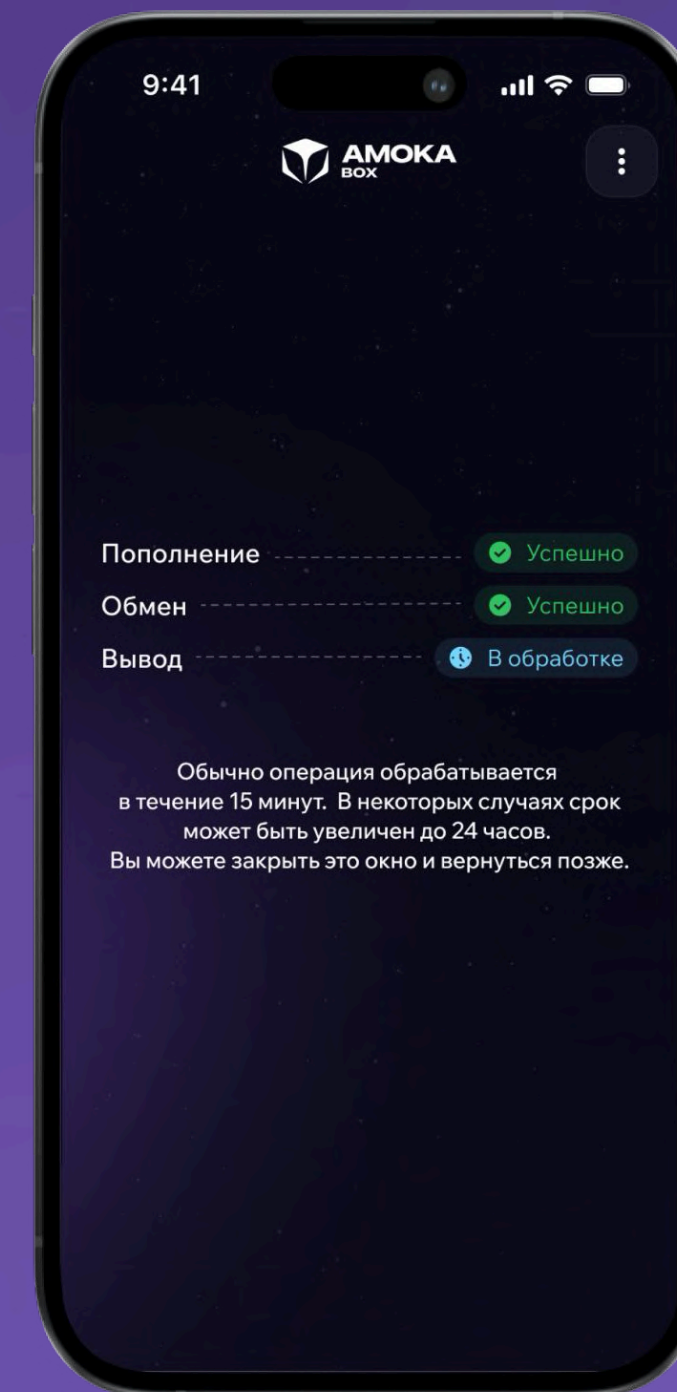 9:41
AMOKA
BOX
Пополнение Успешно
Обмен Успешно
Вывод В обработке
Обычно операция обрабатывается
в течение 15 минут. В некоторых случаях срок
может быть увеличен до 24 часов.
Вы можете закрыть это окно и вернуться позже.